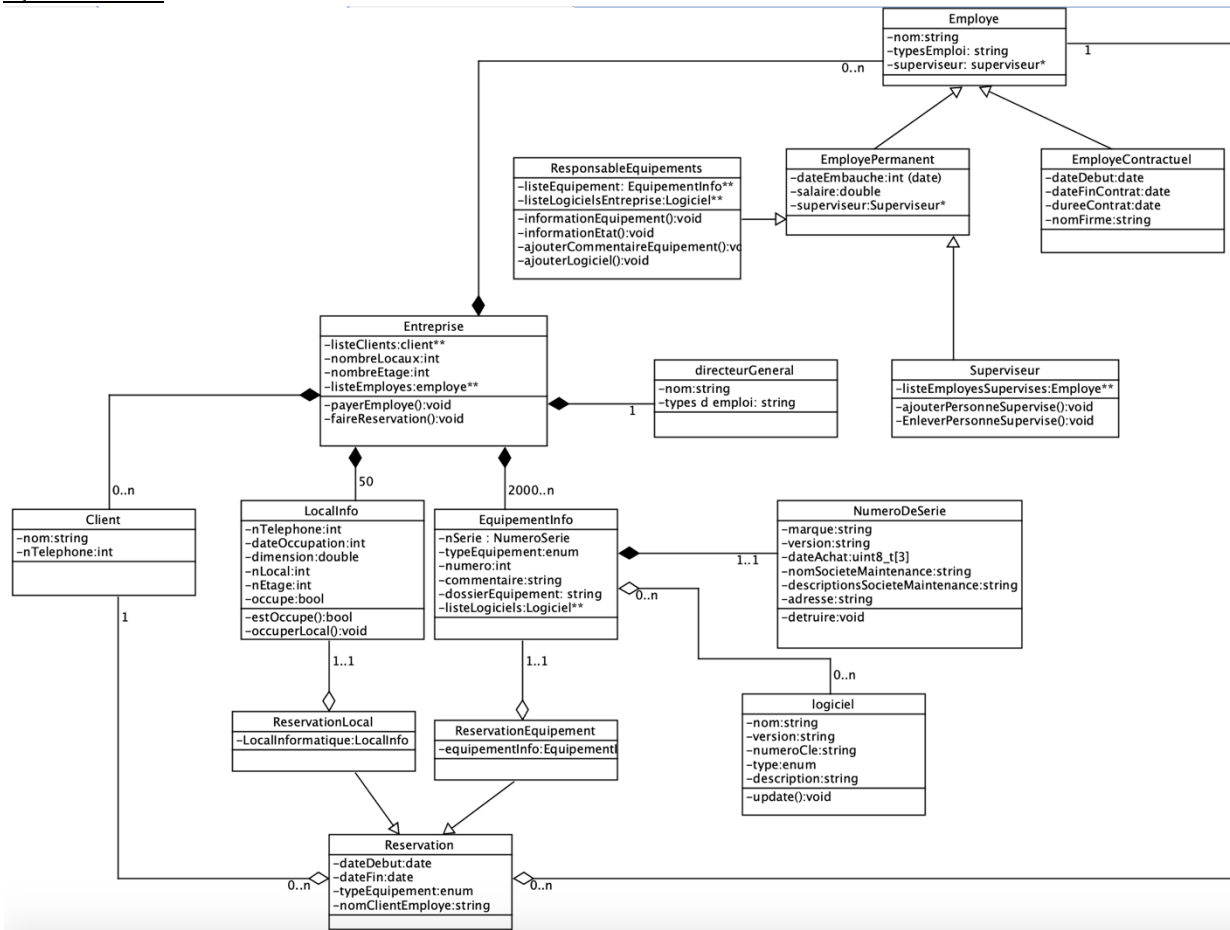 Employe
-nom:string
-typesEmploi: string
-superviseur: superviseur*
1
0..n
ResponsableEquipements
-listeEquipement: EquipementInfo**
-listeLogicielsEntreprise:Logiciel**
-informationEquipement():void
-informationEtat():void
-ajouterCommentaireEquipement():vo
-ajouterLogiciel():void
EmployePermanent
-dateEmbauche:int (date)
-salaire:double
-superviseur:Superviseur*
EmployeContractuel
-dateDebut:date
-dateFinContrat:date
-dureeContrat:date
-nomFirme:string
Entreprise
-listeClients:client**
-nombreLocaux:int
-nombreEtage:int
-listeEmployes:employe**
-payerEmploye():void
-faireReservation():void
directeurGeneral
-nom:string
-types d emploi: string
1
Superviseur
-listeEmployesSupervises:Employe**
-ajouterPersonneSupervise():void
-EnleverPersonneSupervise():void
0..n
50
2000..n
Client
-nom:string
-nTelephone:int
LocalInfo
-nTelephone:int
-dateOccupation:int
-dimension:double
-nLocal:int
-nEtage:int
-occupe:bool
-estOccupe():bool
-occuperLocal():void
EquipementInfo
-nSerie : NumeroSerie
-typeEquipement:enum
-numero:int
-commentaire:string
-dossierEquipement: string
-listeLogiciels:Logiciel**
NumeroDeSerie
-marque:string
-version:string
-dateAchat:uint8_t[3]
-nomSocieteMaintenance:string
-descriptionsSocieteMaintenance:string
-adresse:string
-detruire:void
1..1
0..n
1
1..1
1..1
0..n
ReservationLocal
-LocalInformatique:LocalInfo
ReservationEquipement
-equipementInfo:EquipementI
logiciel
-nom:string
-version:string
-numeroCle:string
-type:enum
-description:string
-update():void
Reservation
-dateDebut:date
-dateFin:date
-typeEquipement:enum
-nomClientEmploye:string
0..n
0..n